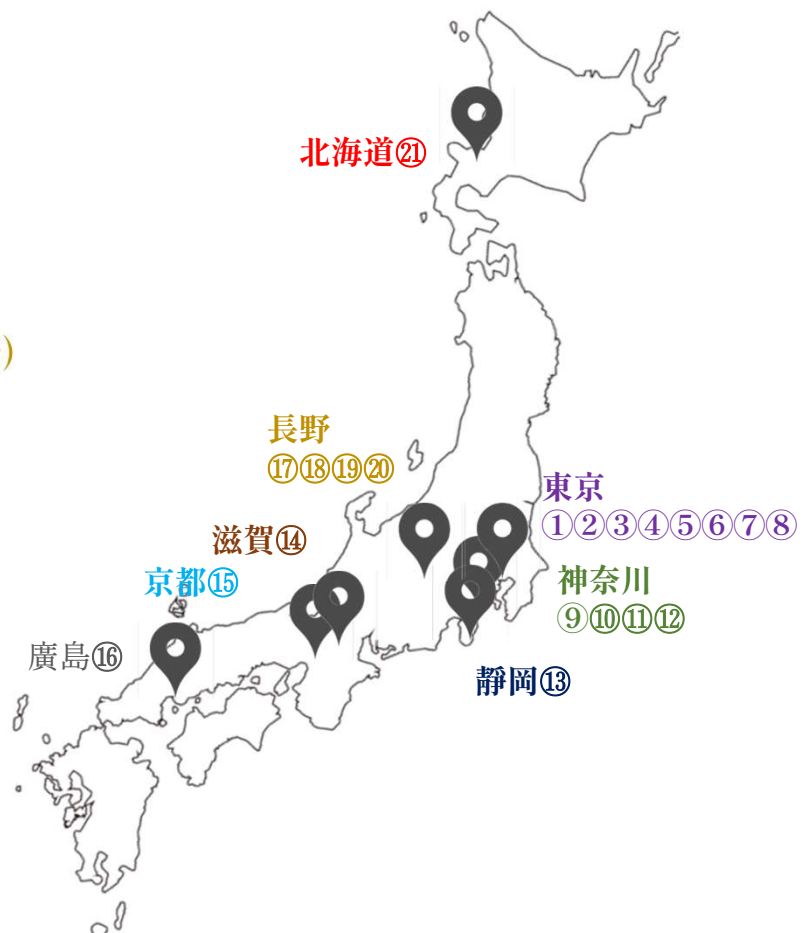 北海道㉑
)
長野
⑰⑱⑲⑳
東京
①②③④⑤⑥⑦⑧
滋賀⑭
京都⑮
神奈川
⑨⑩⑪⑫
廣島⑯
靜岡⑬